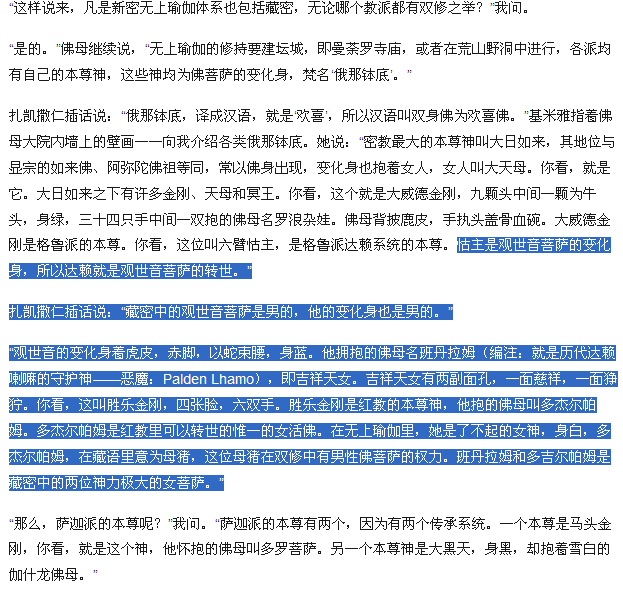 “这样说来，凡是新密无上瑜伽体系也包括藏密，无论哪个教派都有双修之举？”我问。
“是的。”佛母继续说，“无上瑜伽的修持要建坛城，即曼荼罗寺庙，或者在荒山野洞中进行，各派均
有自己的本尊神，这些神均为佛菩萨的变化身，梵名‘俄那钵底’。”
扎凯撒仁插话说：“俄那钵底，译成汉语，就是‘欢喜’，所以汉语叫双身佛为欢喜佛。”基米雅指着佛
母大院内墙上的壁画一一向我介绍各类俄那钵底。她说：“密教最大的本尊神叫大日如来，其地位与
显宗的如来佛、阿弥陀佛祖等同，常以佛身出现，变化身也抱着女人，女人叫大天母。你看，就是
它。大日如来之下有许多金刚、天母和冥王。你看，这个就是大威德金刚，九颗头中间一颗为牛
头，身绿，三十四只手中间一双抱的佛母名罗浪杂娃。佛母背披鹿皮，手执头盖骨血碗。大威德金
刚是格鲁派的本尊。你看，这位叫六臂怙主，是格鲁派达赖系统的本尊。怙主是观世音菩萨的变化
身，所以达赖就是观世音菩萨的转世。”
扎凯撒仁插话说：“藏密中的观世音菩萨是男的，他的变化身也是男的。”
“观世音的变化身着虎皮，赤脚，以蛇束腰，身蓝。他拥抱的佛母名班丹拉姆（编注：就是历代达赖
喇嘛的守护神——恶魔：Palden Lhamo），即吉祥天女。吉祥天女有两副面孔，一面慈祥，一面狰
狞。你看，这叫胜乐金刚，四张脸，六双手。胜乐金刚是红教的本尊神，他抱的佛母叫多杰尔帕
姆。多杰尔帕姆是红教里可以转世的惟一的女活佛。在无上瑜伽里，她是了不起的女神，身白，多
杰尔帕姆，在藏语里意为母猪，这位母猪在双修中有男性佛菩萨的权力。班丹拉姆和多吉尔帕姆是
藏密中的两位神力极大的女菩萨。”
“那么，萨迦派的本尊呢？”我问。“萨迦派的本尊有两个，因为有两个传承系统。一个本尊是马头金
刚，你看，就是这个神，他怀抱的佛母叫多罗菩萨。另一个本尊神是大黑天，身黑，却抱着雪白的
伽什龙佛母。”